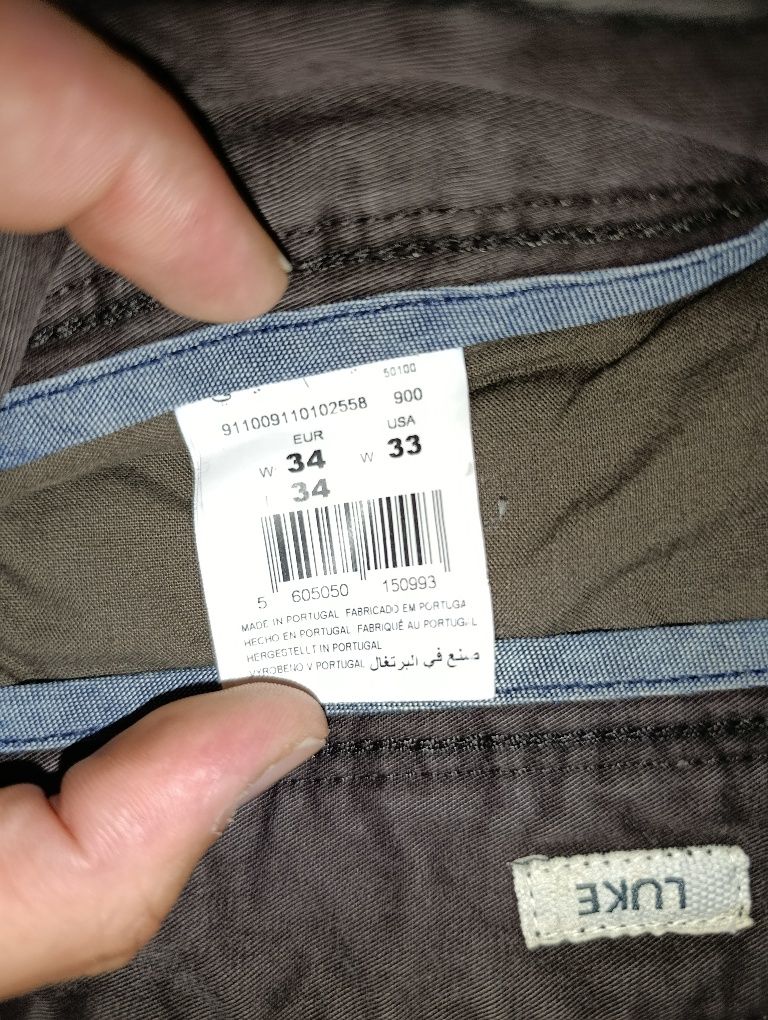 50100
911009110102558 900
EUR USA
W 34 W 33
34
5 605050 150993
MADE IN PORTUGAL FABRICADO EM PORTUGA
HECHO EN PORTUGAL FABRIQUÉ AU PORTUGAL
HERGESTELLT IN PORTUGAL
VYROBENO V PORTUGAL صنع في البرتغال
LUKE